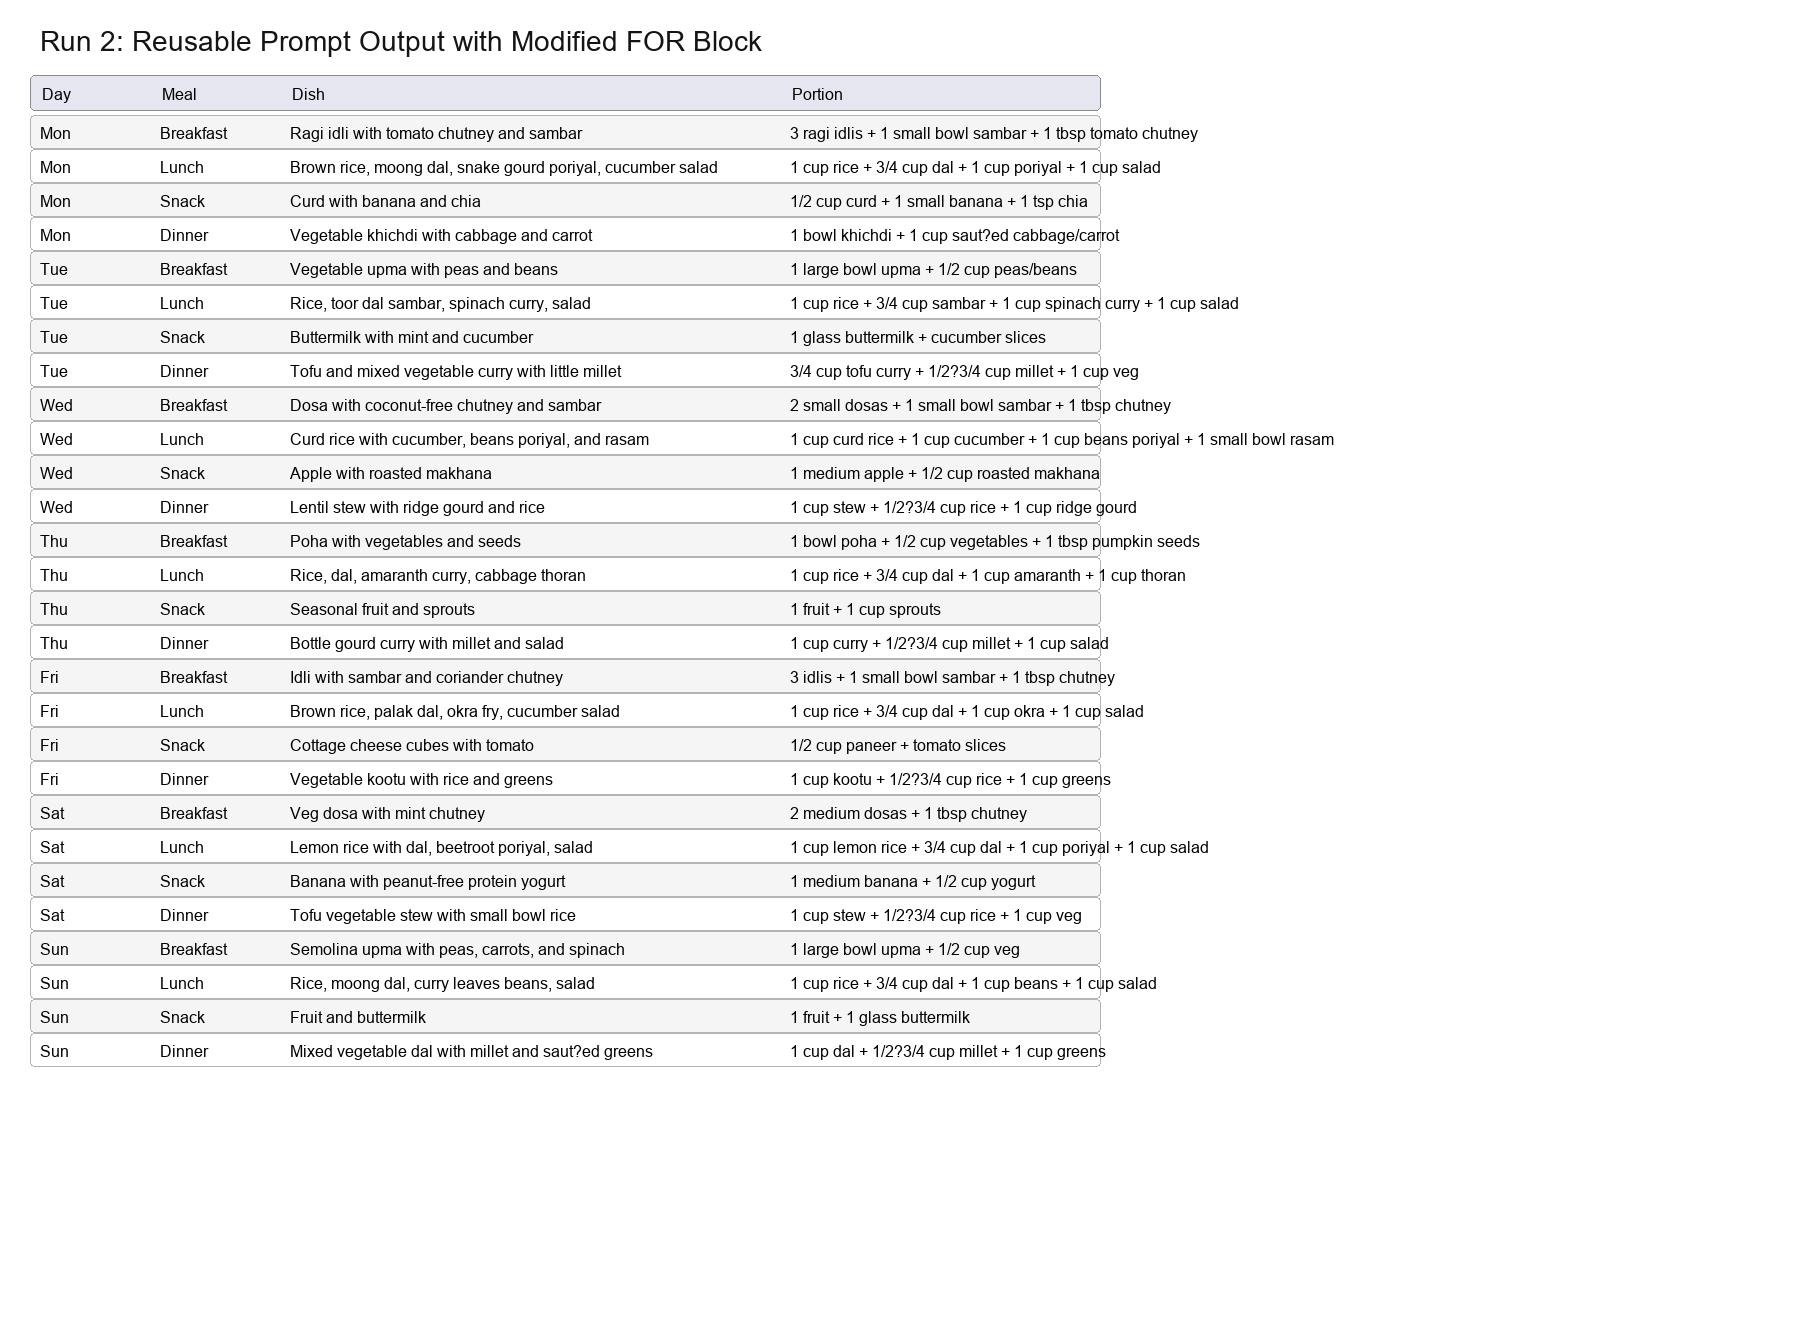 Run 2: Reusable Prompt Output with Modified FOR Block
Day Meal Dish Portion
Mon Breakfast Ragi idli with tomato chutney and sambar 3 ragi idlis + 1 small bowl sambar + 1 tbsp tomato chutney
Mon Lunch Brown rice, moong dal, snake gourd poriyal, cucumber salad 1 cup rice + 3/4 cup dal + 1 cup poriyal + 1 cup salad
Mon Snack Curd with banana and chia 1/2 cup curd + 1 small banana + 1 tsp chia
Mon Dinner Vegetable khichdi with cabbage and carrot 1 bowl khichdi + 1 cup saut?ed cabbage/carrot
Tue Breakfast Vegetable upma with peas and beans 1 large bowl upma + 1/2 cup peas/beans
Tue Lunch Rice, toor dal sambar, spinach curry, salad 1 cup rice + 3/4 cup sambar + 1 cup spinach curry + 1 cup salad
Tue Snack Buttermilk with mint and cucumber 1 glass buttermilk + cucumber slices
Tue Dinner Tofu and mixed vegetable curry with little millet 3/4 cup tofu curry + 1/2?3/4 cup millet + 1 cup veg
Wed Breakfast Dosa with coconut-free chutney and sambar 2 small dosas + 1 small bowl sambar + 1 tbsp chutney
Wed Lunch Curd rice with cucumber, beans poriyal, and rasam 1 cup curd rice + 1 cup cucumber + 1 cup beans poriyal + 1 small bowl rasam
Wed Snack Apple with roasted makhana 1 medium apple + 1/2 cup roasted makhana
Wed Dinner Lentil stew with ridge gourd and rice 1 cup stew + 1/2?3/4 cup rice + 1 cup ridge gourd
Thu Breakfast Poha with vegetables and seeds 1 bowl poha + 1/2 cup vegetables + 1 tbsp pumpkin seeds
Thu Lunch Rice, dal, amaranth curry, cabbage thoran 1 cup rice + 3/4 cup dal + 1 cup amaranth + 1 cup thoran
Thu Snack Seasonal fruit and sprouts 1 fruit + 1 cup sprouts
Thu Dinner Bottle gourd curry with millet and salad 1 cup curry + 1/2?3/4 cup millet + 1 cup salad
Fri Breakfast Idli with sambar and coriander chutney 3 idlis + 1 small bowl sambar + 1 tbsp chutney
Fri Lunch Brown rice, palak dal, okra fry, cucumber salad 1 cup rice + 3/4 cup dal + 1 cup okra + 1 cup salad
Fri Snack Cottage cheese cubes with tomato 1/2 cup paneer + tomato slices
Fri Dinner Vegetable kootu with rice and greens 1 cup kootu + 1/2?3/4 cup rice + 1 cup greens
Sat Breakfast Veg dosa with mint chutney 2 medium dosas + 1 tbsp chutney
Sat Lunch Lemon rice with dal, beetroot poriyal, salad 1 cup lemon rice + 3/4 cup dal + 1 cup poriyal + 1 cup salad
Sat Snack Banana with peanut-free protein yogurt 1 medium banana + 1/2 cup yogurt
Sat Dinner Tofu vegetable stew with small bowl rice 1 cup stew + 1/2?3/4 cup rice + 1 cup veg
Sun Breakfast Semolina upma with peas, carrots, and spinach 1 large bowl upma + 1/2 cup veg
Sun Lunch Rice, moong dal, curry leaves beans, salad 1 cup rice + 3/4 cup dal + 1 cup beans + 1 cup salad
Sun Snack Fruit and buttermilk 1 fruit + 1 glass buttermilk
Sun Dinner Mixed vegetable dal with millet and saut?ed greens 1 cup dal + 1/2?3/4 cup millet + 1 cup greens